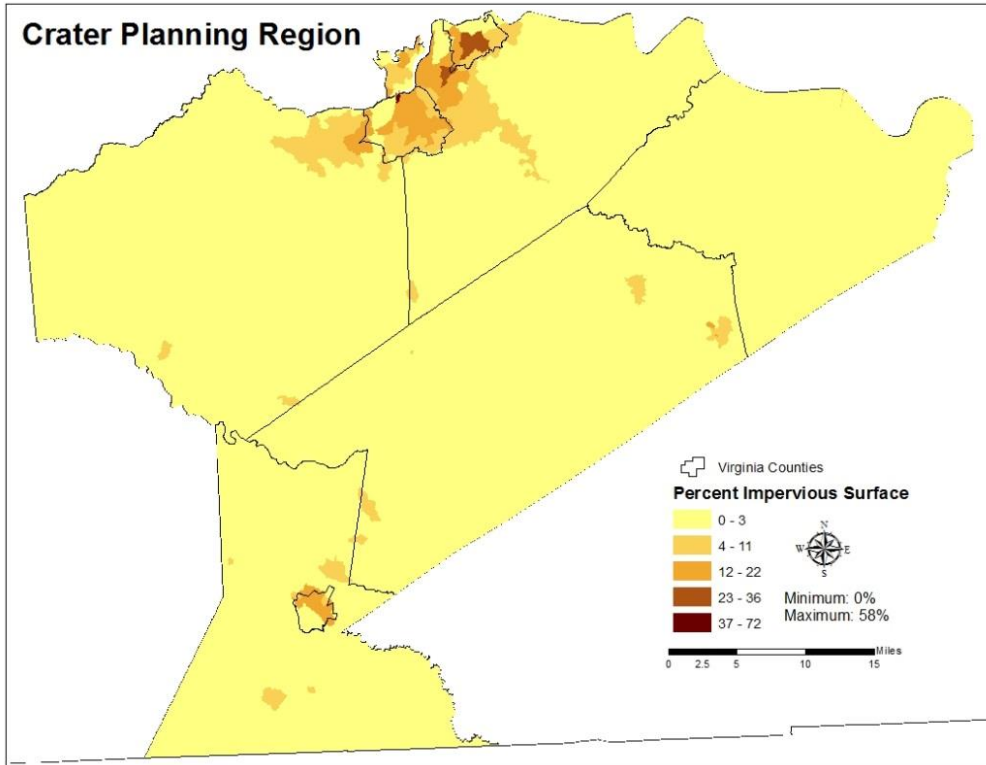 Crater Planning Region
Virginia Counties
Percent Impervious Surface
0 - 3
4 - 11
12 - 22
23 - 36
37 - 72
N
W E
S
Minimum: 0%
Maximum: 58%
Miles
0 2.5 5 10 15